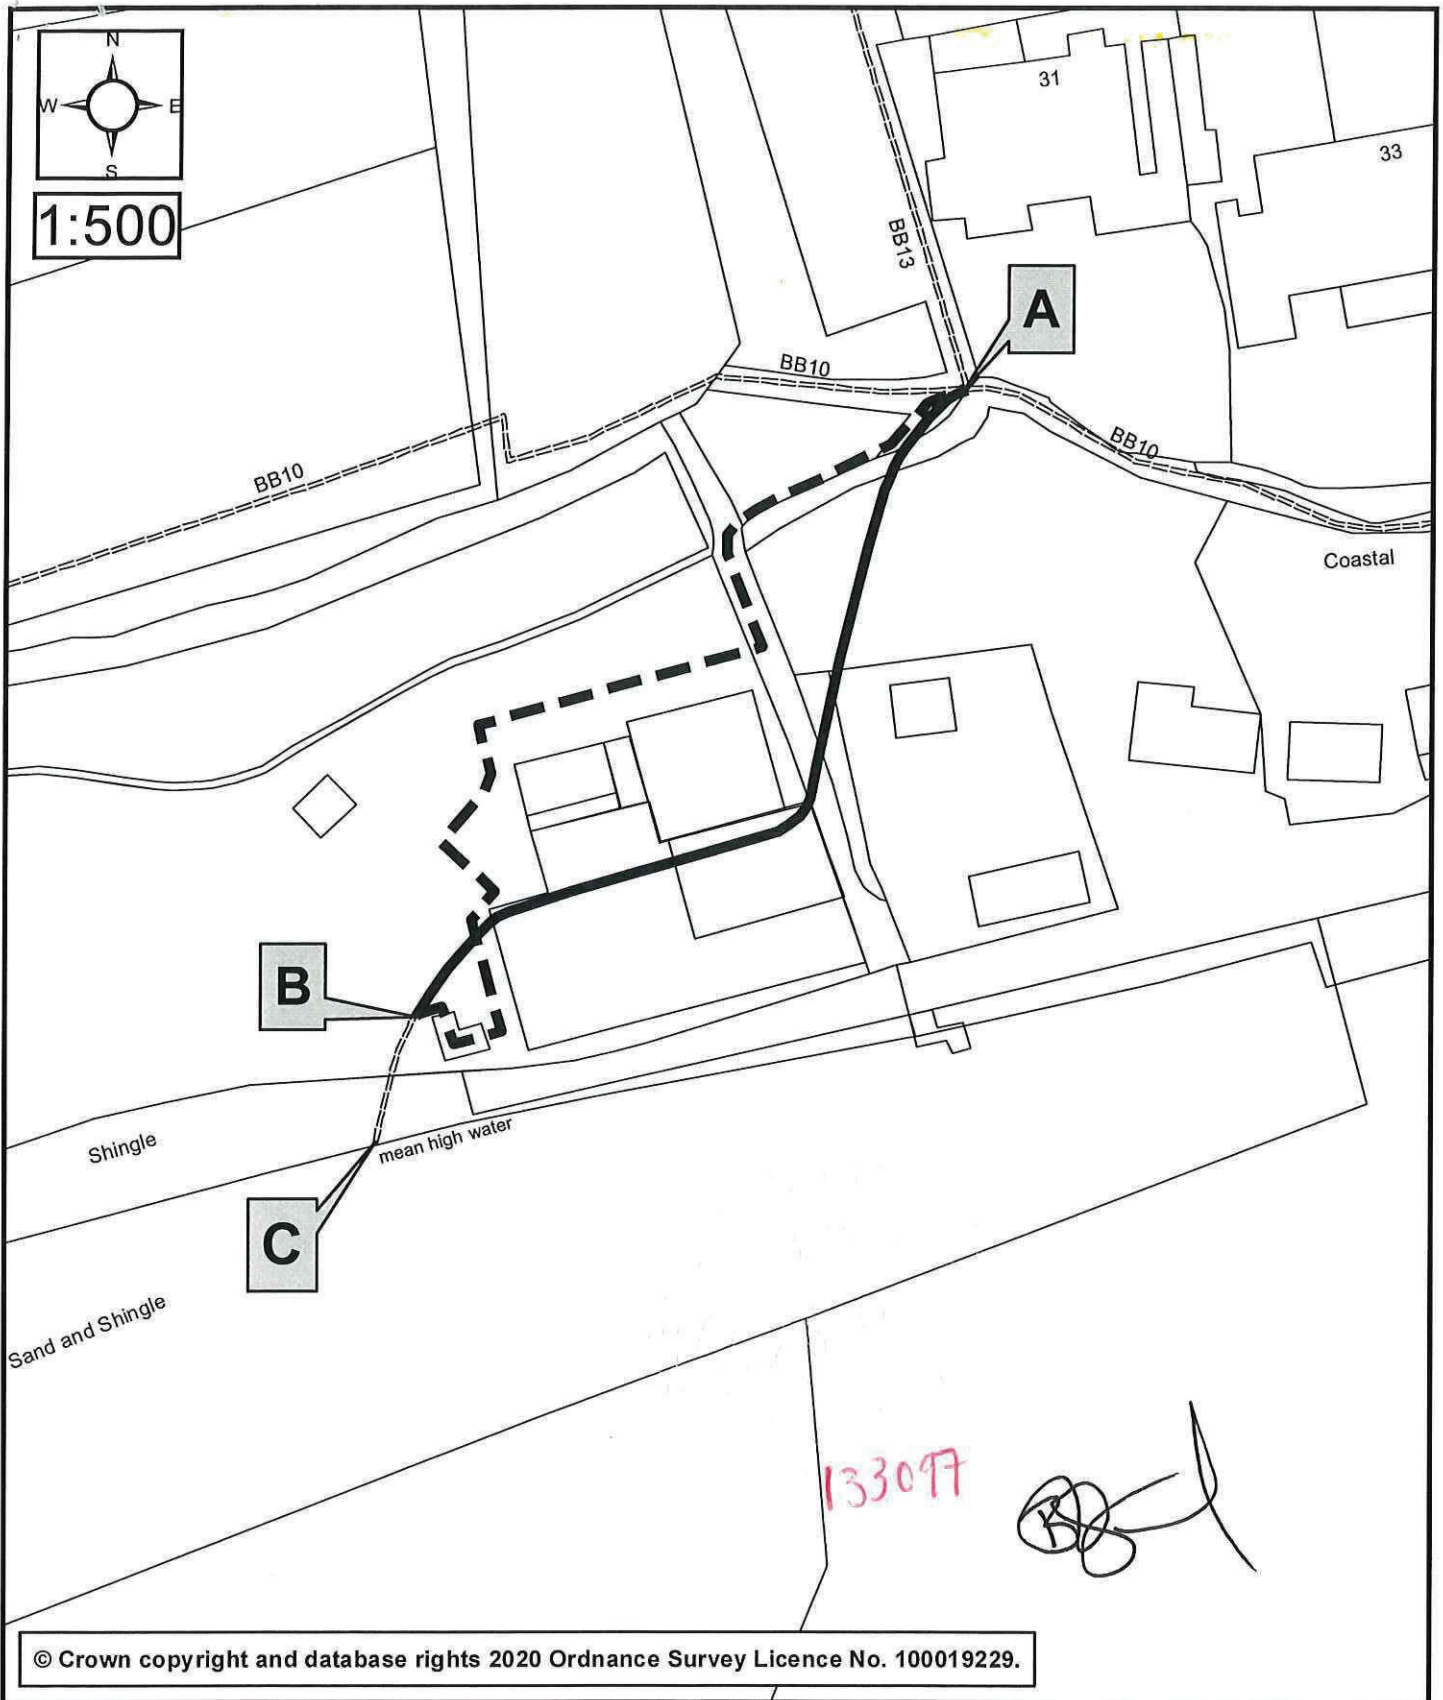 N
W E
S
1:500
31
33
BB13
A
BB10
BB10
BB10
Coastal
B
Shingle
mean high water
C
Sand and Shingle
133097
© Crown copyright and database rights 2020 Ordnance Survey Licence No. 100019229.